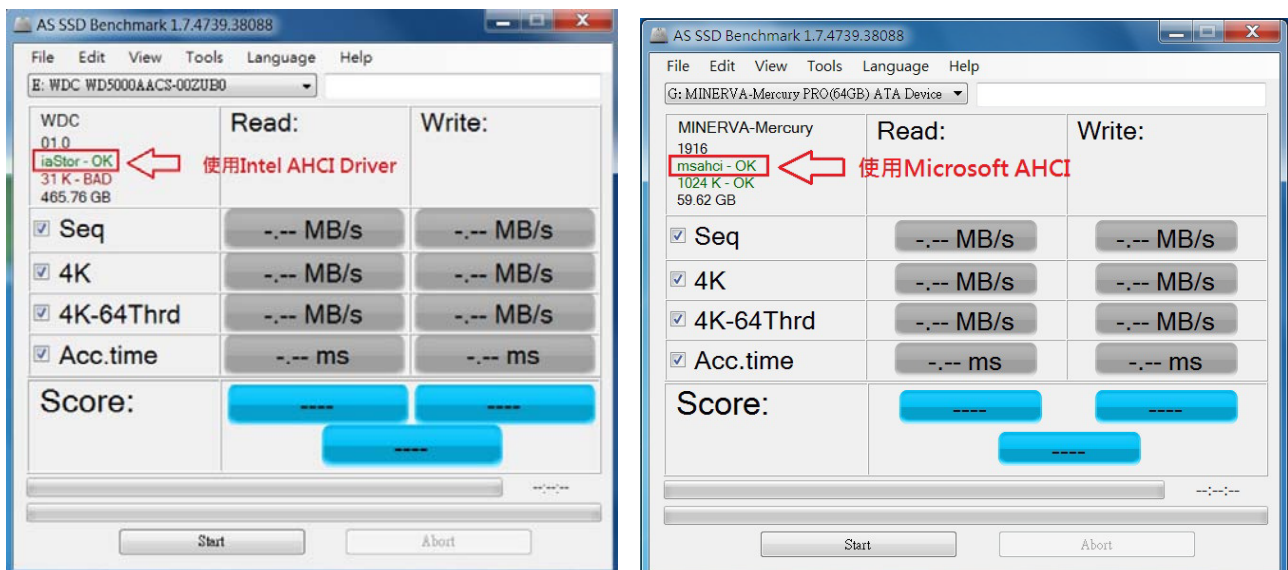 AS SSD Benchmark 1.7.4739.38088
File Edit View Tools Language Help
E: WDC WD5000AACS-00ZUB0
WDC
01.0
iaStor - OK
31 K - BAD
465.76 GB
使用Intel AHCI Driver
Read:
Write:
Seq
-.-- MB/s
-.-- MB/s
4K
-.-- MB/s
-.-- MB/s
4K-64Thrd
-.-- MB/s
-.-- MB/s
Acc.time
-.-- ms
-.-- ms
Score:
----
----
----
--:--:--
Start
Abort
AS SSD Benchmark 1.7.4739.38088
File Edit View Tools Language Help
G: MINERVA-Mercury PRO(64GB) ATA Device
MINERVA-Mercury
1916
msahci - OK
1024 K - OK
59.62 GB
使用Microsoft AHCI
Read:
Write:
Seq
-.-- MB/s
-.-- MB/s
4K
-.-- MB/s
-.-- MB/s
4K-64Thrd
-.-- MB/s
-.-- MB/s
Acc.time
-.-- ms
-.-- ms
Score:
----
----
----
--:--:--
Start
Abort